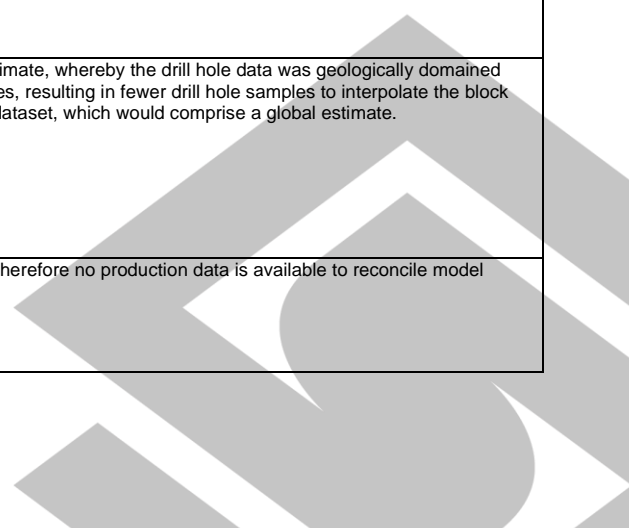 imate, whereby the drill hole data was geologically domained
es, resulting in fewer drill hole samples to interpolate the block
dataset, which would comprise a global estimate.
herefore no production data is available to reconcile model